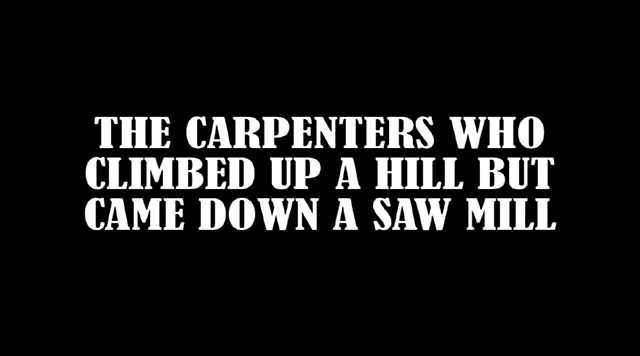 THE CARPENTERS WHO
CLIMBED UP A HILL BUT
CAME DOWN A SAW MILL